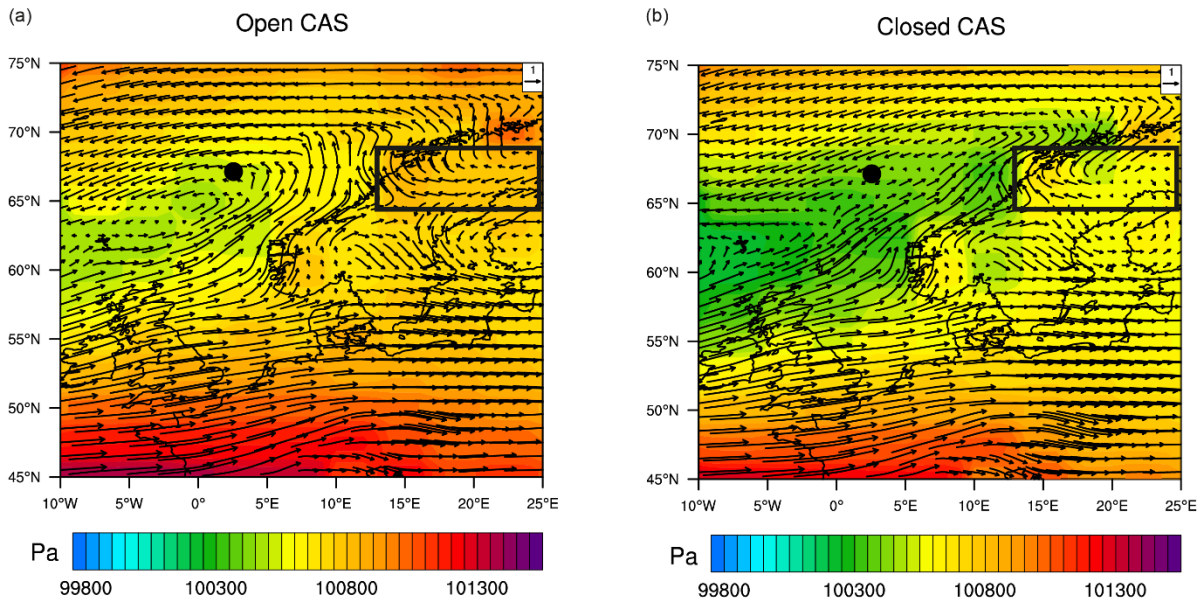 (a)
Open CAS
75°N
70°N
65°N
60°N
55°N
50°N
45°N
10°W 5°W 0° 5°E 10°E 15°E 20°E 25°E
1
Pa
99800 100300 100800 101300
(b)
Closed CAS
75°N
70°N
65°N
60°N
55°N
50°N
45°N
10°W 5°W 0° 5°E 10°E 15°E 20°E 25°E
1
Pa
99800 100300 100800 101300